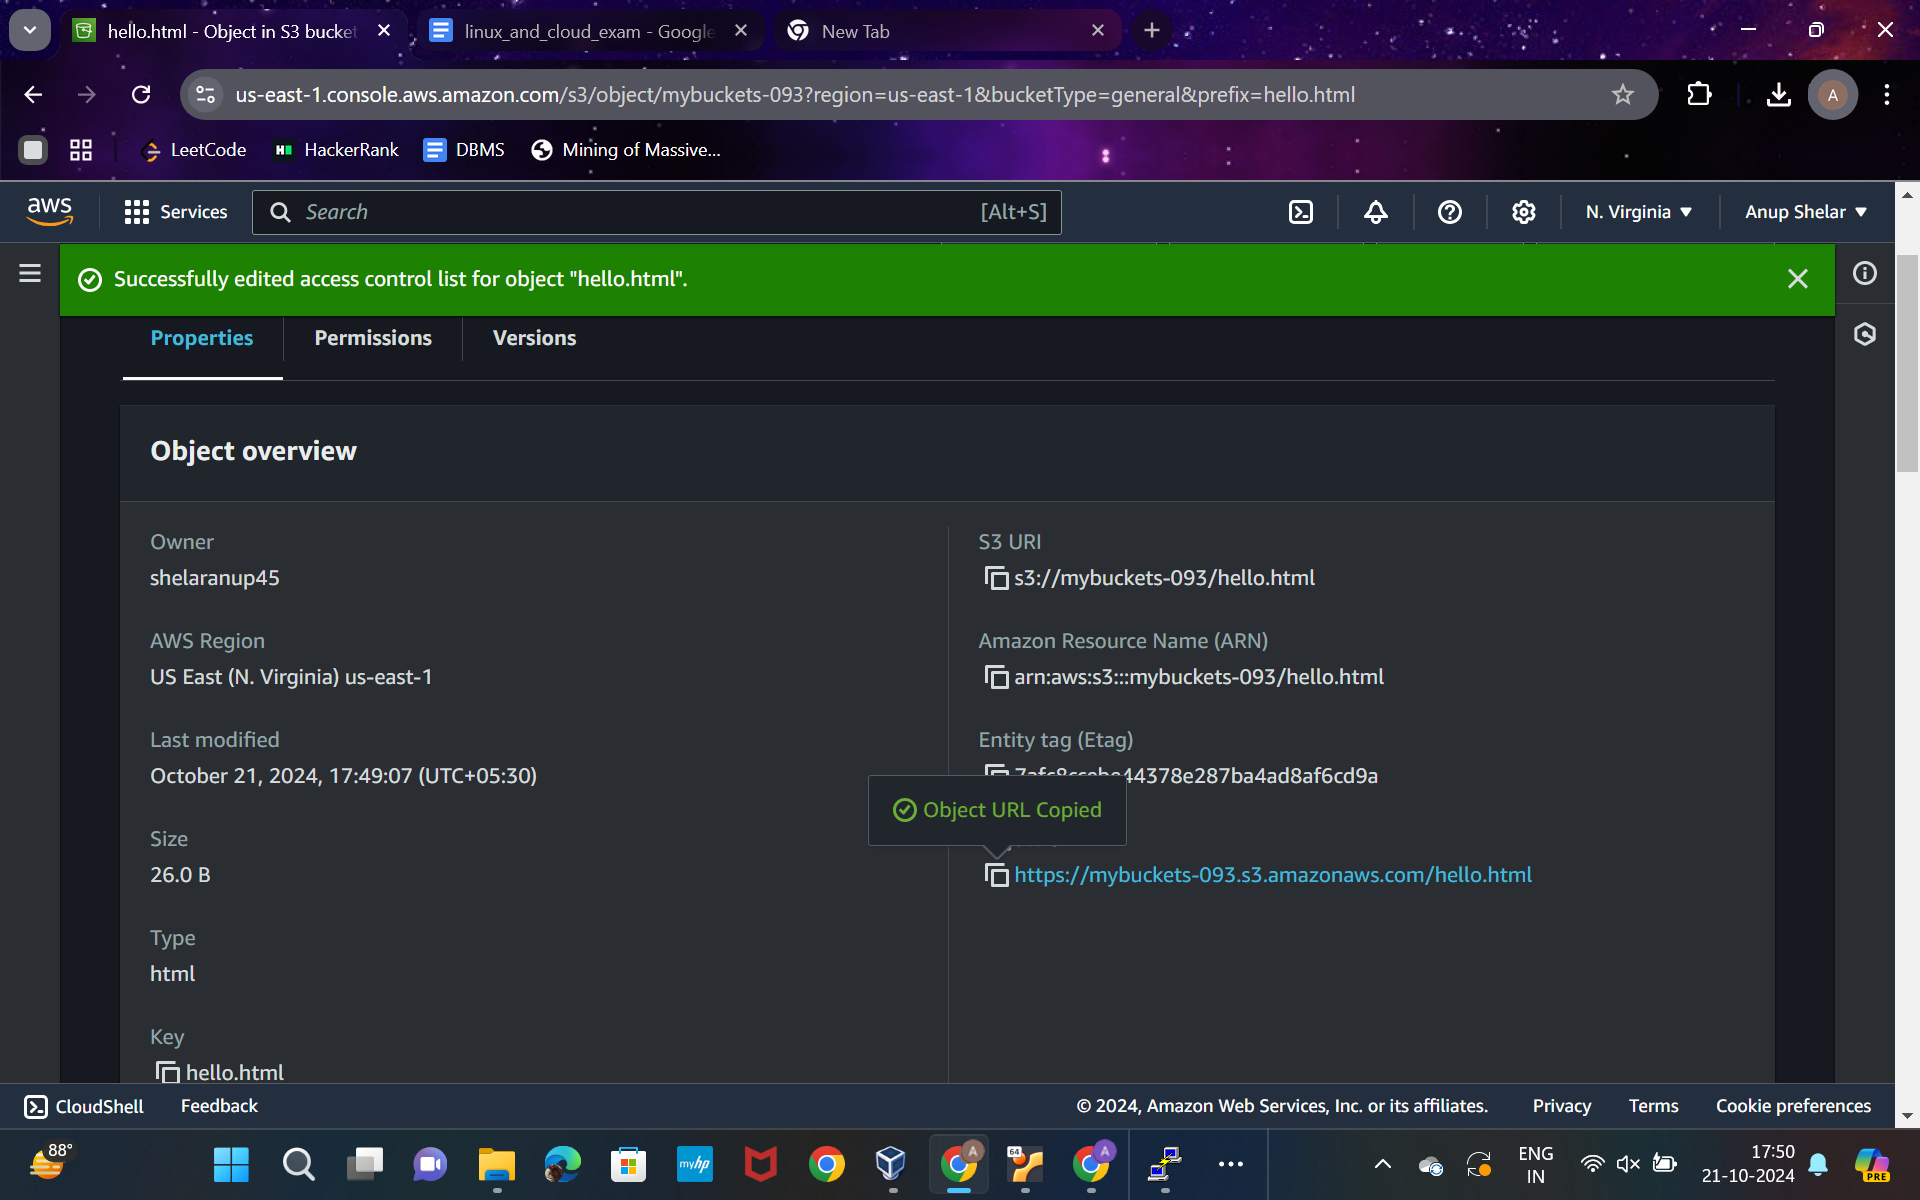 hello.html - Object in S3 bucket
linux_and_cloud_exam - Google
New Tab
us-east-1.console.aws.amazon.com/s3/object/mybuckets-093?region=us-east-1&bucketType=general&prefix=hello.html
A
LeetCode
HackerRank
DBMS
Mining of Massive...
aws
Services
Search
[Alt+S]
N. Virginia
Anup Shelar
Successfully edited access control list for object "hello.html".
Properties
Permissions
Versions
Object overview
Owner
shelaranup45
AWS Region
US East (N. Virginia) us-east-1
Last modified
October 21, 2024, 17:49:07 (UTC+05:30)
Size
26.0 B
Type
html
Key
hello.html
S3 URI
s3://mybuckets-093/hello.html
Amazon Resource Name (ARN)
arn:aws:s3:::mybuckets-093/hello.html
Entity tag (Etag)
Object URL Copied
https://mybuckets-093.s3.amazonaws.com/hello.html
CloudShell
Feedback
© 2024, Amazon Web Services, Inc. or its affiliates.
Privacy
Terms
Cookie preferences
88°
myhp
A
64
A
ENG
IN
17:50
21-10-2024
PRE